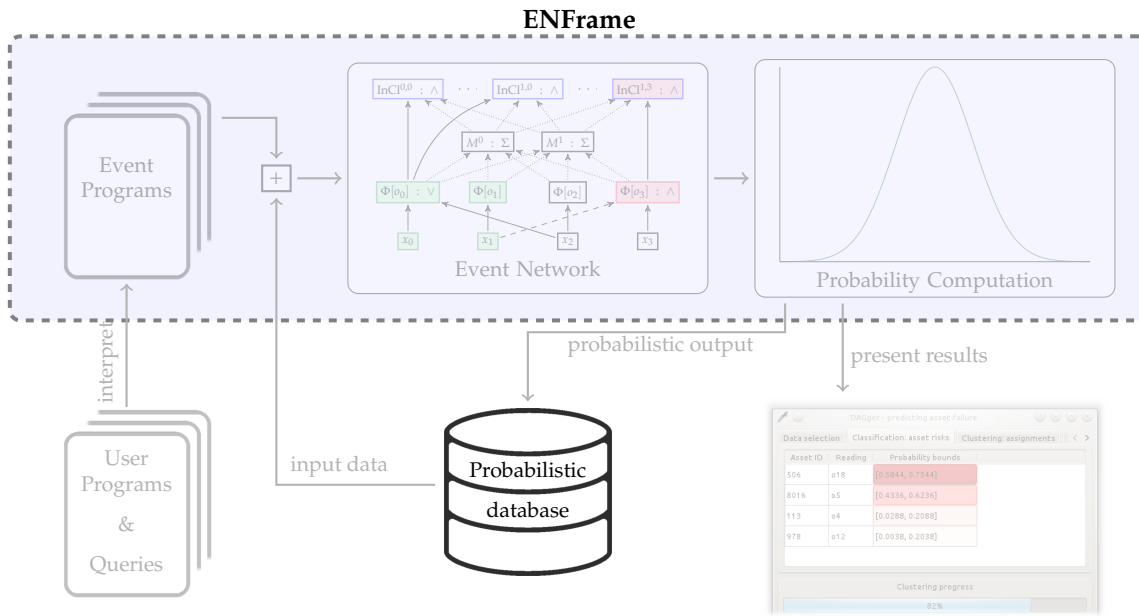 ENFrame
Event
Programs
+
InCl^{0,0} : ∧
· · ·
InCl^{1,0} : ∧
· · ·
InCl^{1,3} : ∧
M^0 : Σ
M^1 : Σ
Φ[o_0] : ∨
Φ[o_1]
Φ[o_2]
Φ[o_3] : ∧
x_0
x_1
x_2
x_3
Event Network
Probability Computation
interpret
probabilistic output
present results
User
Programs
&
Queries
input data
Probabilistic
database
DAGger - predicting asset failure
Data selection Classification: asset risks Clustering: assignments
Asset ID Reading Probability bounds
506 o18 [0.5844, 0.7544]
8016 o5 [0.4336, 0.6236]
113 o4 [0.0288, 0.2088]
978 o12 [0.0038, 0.2038]
Clustering progress
82%